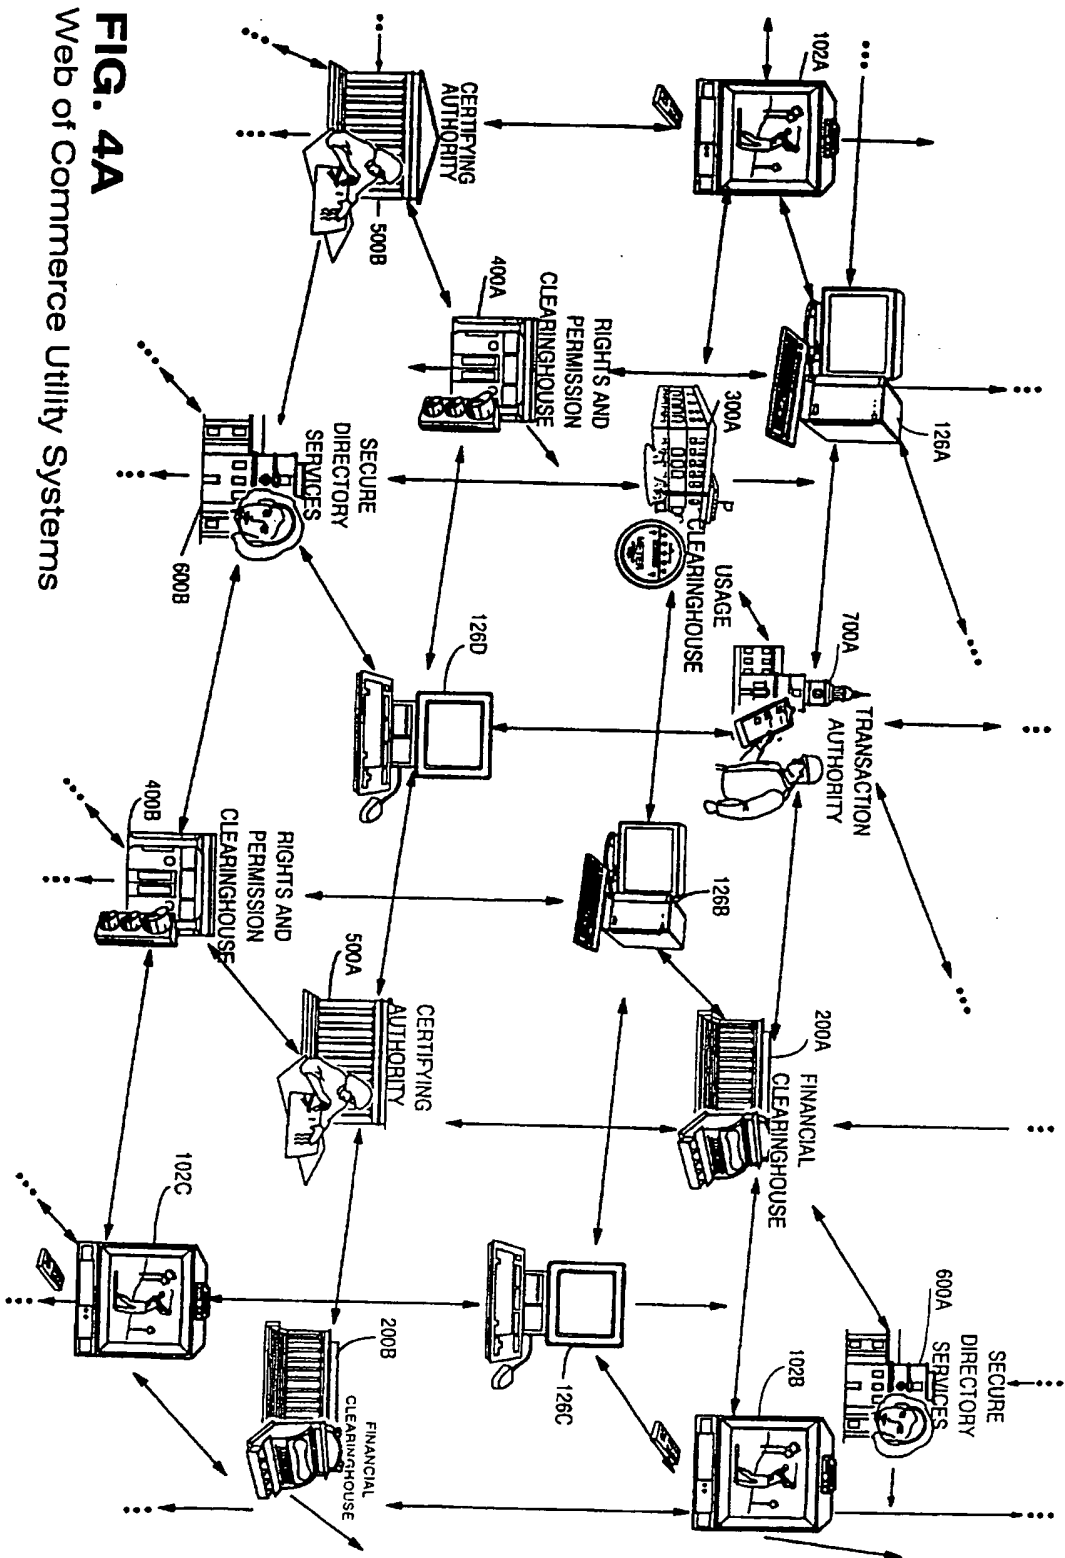 126A
600A
SECURE
DIRECTORY
SERVICES
102A
700A
TRANSACTION
AUTHORITY
200A
FINANCIAL
CLEARINGHOUSE
102B
300A
USAGE
CLEARINGHOUSE
METER
126B
RIGHTS AND
PERMISSION
CLEARINGHOUSE
400A
126C
126D
CERTIFYING
AUTHORITY
500B
500A
CERTIFYING
AUTHORITY
200B
FINANCIAL
CLEARINGHOUSE
SECURE
DIRECTORY
SERVICES
600B
RIGHTS AND
PERMISSION
CLEARINGHOUSE
400B
102C
FIG. 4A
Web of Commerce Utility Systems